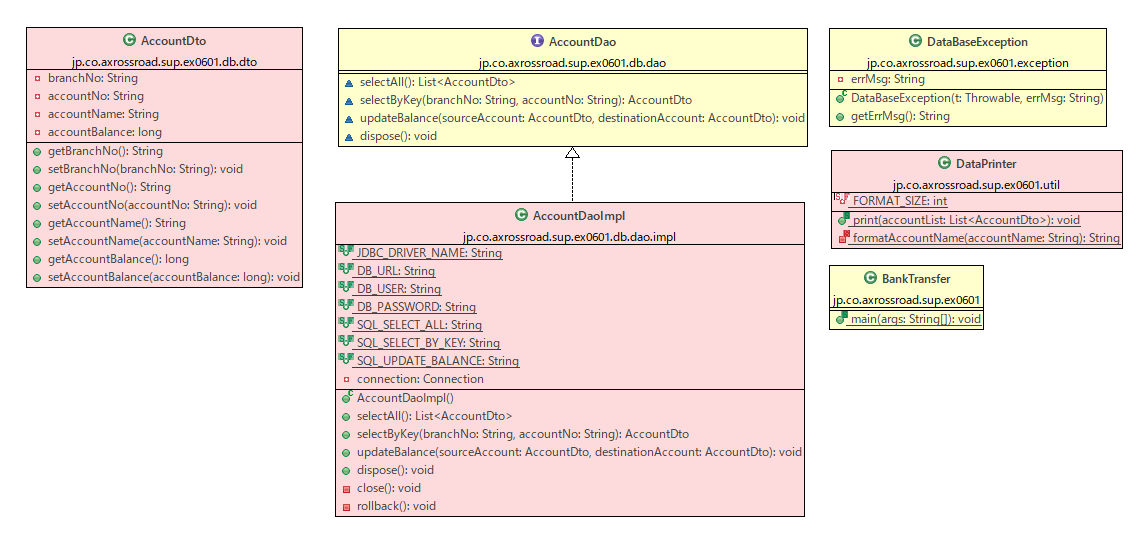 AccountDto
jp.co.axrossroad.sup.ex0601.db.dto
branchNo: String
accountNo: String
accountName: String
accountBalance: long
getBranchNo(): String
setBranchNo(branchNo: String): void
getAccountNo(): String
setAccountNo(accountNo: String): void
getAccountName(): String
setAccountName(accountName: String): void
getAccountBalance(): long
setAccountBalance(accountBalance: long): void
AccountDao
jp.co.axrossroad.sup.ex0601.db.dao
selectAll(): List<AccountDto>
selectByKey(branchNo: String, accountNo: String): AccountDto
updateBalance(sourceAccount: AccountDto, destinationAccount: AccountDto): void
dispose(): void
AccountDaoImpl
jp.co.axrossroad.sup.ex0601.db.dao.impl
JDBC_DRIVER_NAME: String
DB_URL: String
DB_USER: String
DB_PASSWORD: String
SQL_SELECT_ALL: String
SQL_SELECT_BY_KEY: String
SQL_UPDATE_BALANCE: String
connection: Connection
AccountDaoImpl()
selectAll(): List<AccountDto>
selectByKey(branchNo: String, accountNo: String): AccountDto
updateBalance(sourceAccount: AccountDto, destinationAccount: AccountDto): void
dispose(): void
close(): void
rollback(): void
DataBaseException
jp.co.axrossroad.sup.ex0601.exception
errMsg: String
DataBaseException(t: Throwable, errMsg: String)
getErrMsg(): String
DataPrinter
jp.co.axrossroad.sup.ex0601.util
FORMAT_SIZE: int
print(accountList: List<AccountDto>): void
formatAccountName(accountName: String): String
BankTransfer
jp.co.axrossroad.sup.ex0601
main(args: String[]): void